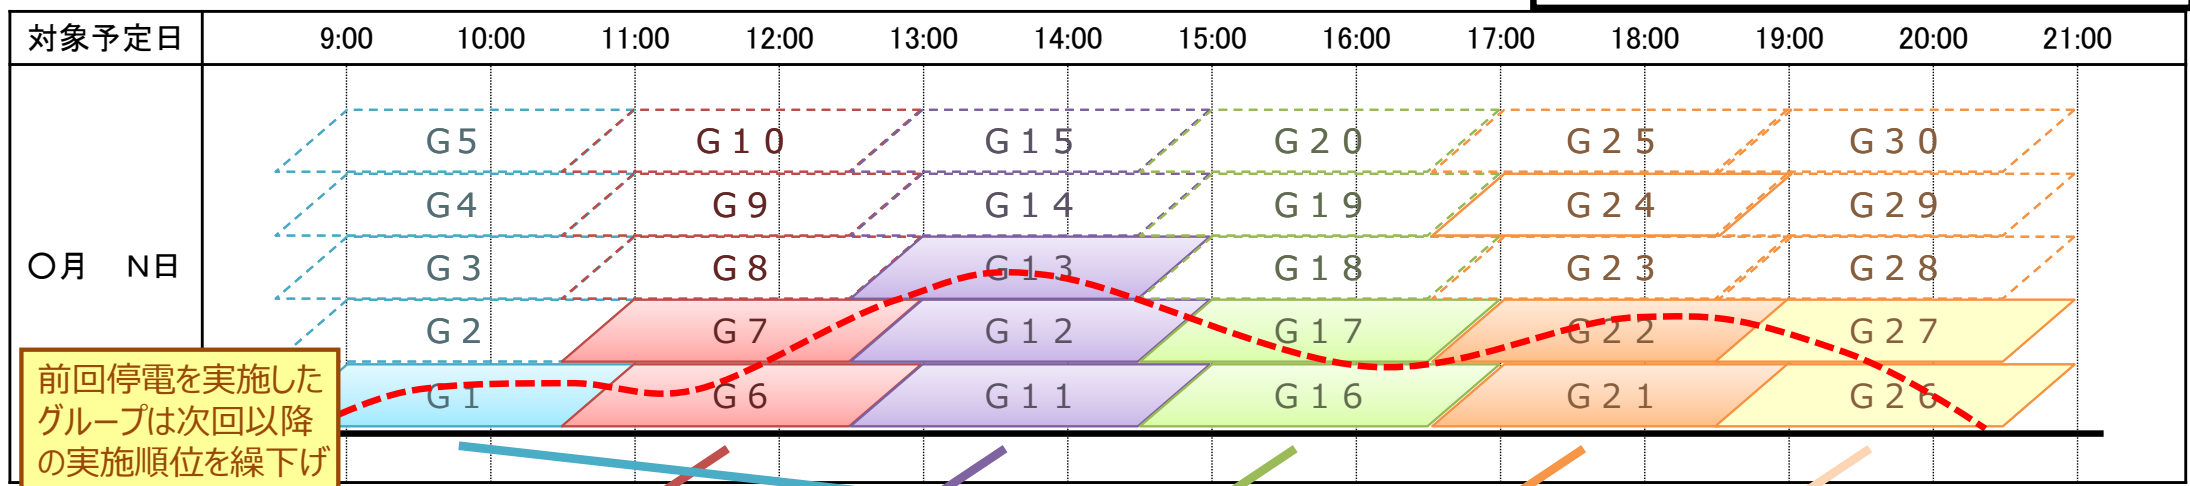 対象予定日 9:00 10:00 11:00 12:00 13:00 14:00 15:00 16:00 17:00 18:00 19:00 20:00 21:00
G5 G10 G15 G20 G25 G30
G4 G9 G14 G19 G24 G29
〇月 N日 G3 G8 G13 G18 G23 G28
G2 G7 G12 G17 G22 G27
G1 G6 G11 G16 G21 G26
前回停電を実施した
グループは次回以降
の実施順位を繰下げ